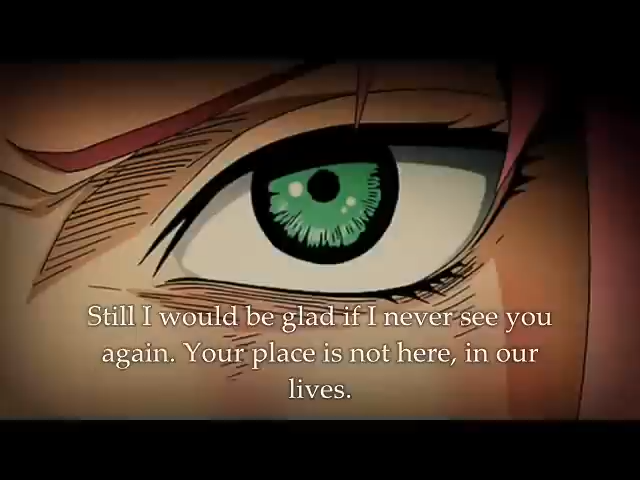 Still I would be glad if I never see you
again. Your place is not here, in our
lives.